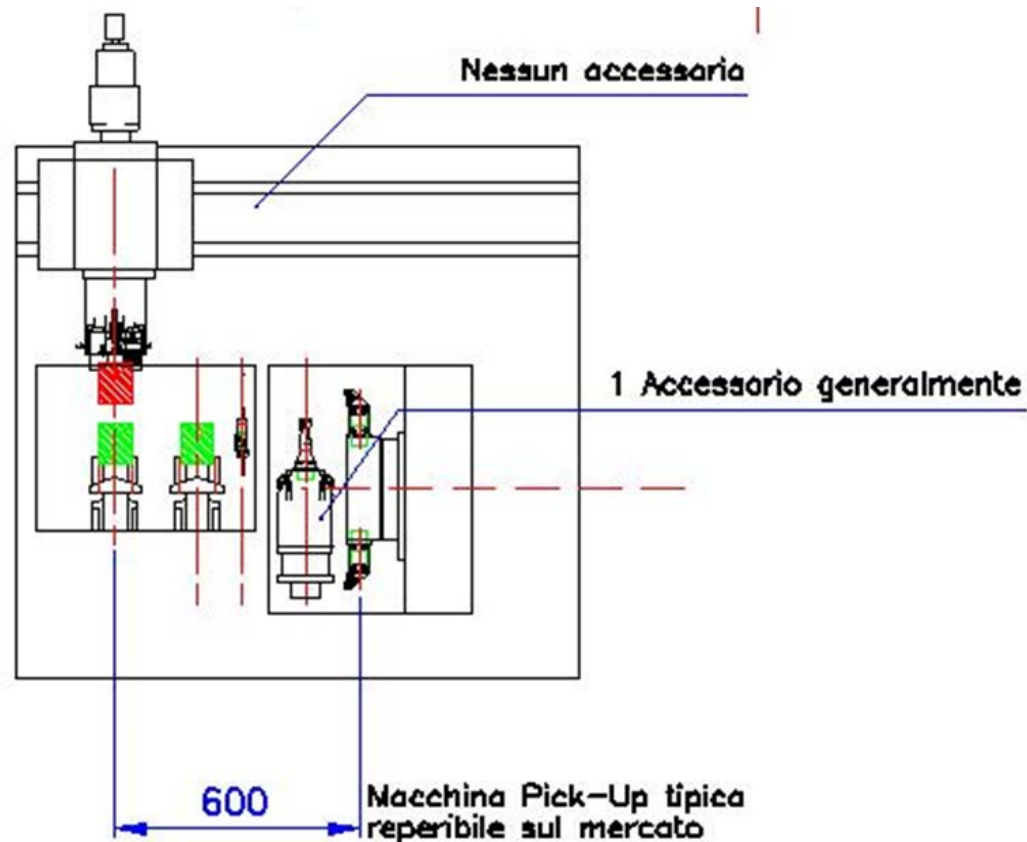 Nessun accessorio
1 Accessorio generalmente
600
Macchina Pick-Up tipica
reperibile sul mercato